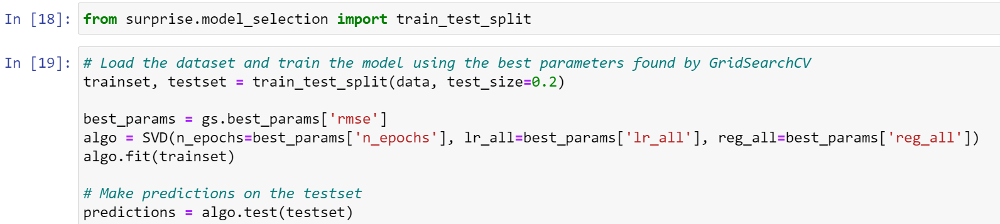 In [18]: from surprise.model_selection import train_test_split
In [19]: # Load the dataset and train the model using the best parameters found by GridSearchCV
trainset, testset = train_test_split(data, test_size=0.2)
best_params = gs.best_params['rmse']
algo = SVD(n_epochs=best_params['n_epochs'], lr_all=best_params['lr_all'], reg_all=best_params['reg_all'])
algo.fit(trainset)
# Make predictions on the testset
predictions = algo.test(testset)